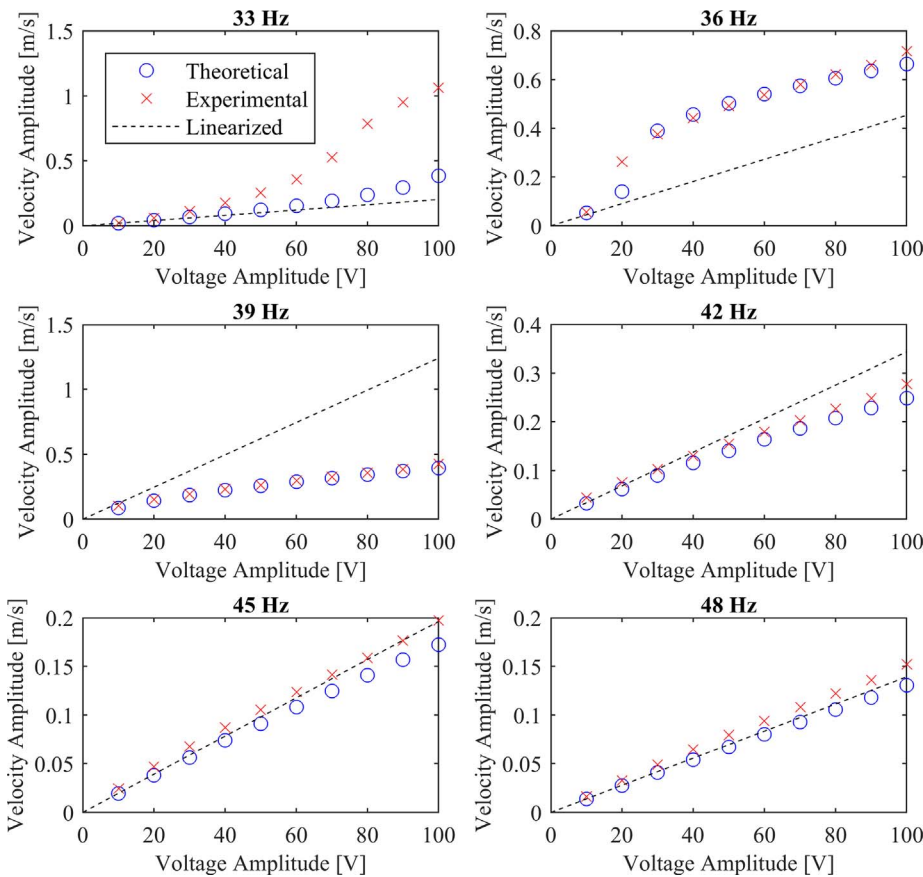 33 Hz
Velocity Amplitude [m/s]
1.5
1
0.5
0
Theoretical
Experimental
Linearized
0 20 40 60 80 100
Voltage Amplitude [V]
36 Hz
Velocity Amplitude [m/s]
0.8
0.6
0.4
0.2
0
0 20 40 60 80 100
Voltage Amplitude [V]
39 Hz
Velocity Amplitude [m/s]
1.5
1
0.5
0
0 20 40 60 80 100
Voltage Amplitude [V]
42 Hz
Velocity Amplitude [m/s]
0.4
0.3
0.2
0.1
0
0 20 40 60 80 100
Voltage Amplitude [V]
45 Hz
Velocity Amplitude [m/s]
0.2
0.15
0.1
0.05
0
0 20 40 60 80 100
Voltage Amplitude [V]
48 Hz
Velocity Amplitude [m/s]
0.2
0.15
0.1
0.05
0
0 20 40 60 80 100
Voltage Amplitude [V]